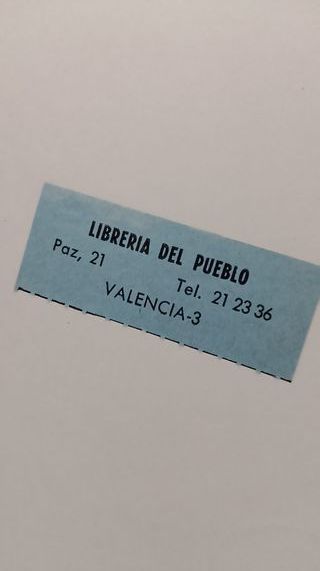 LIBRERIA DEL PUEBLO
Paz, 21
Tel. 21 23 36
VALENCIA-3